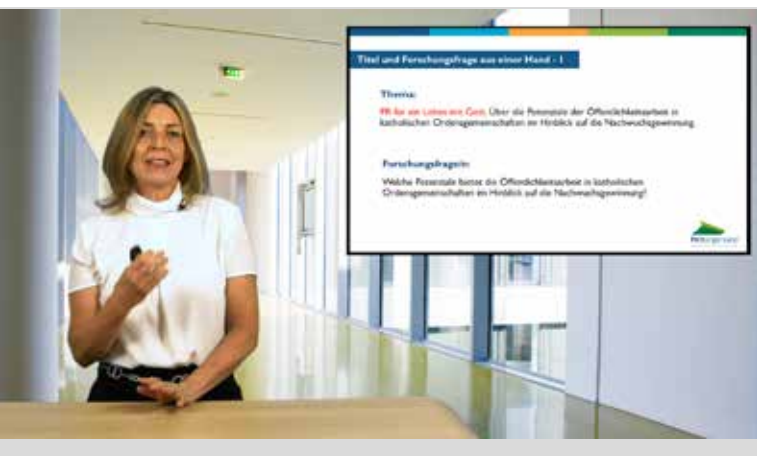 Titel und Forschungsfrage aus einer Hand - 1
Thema:
PR für ein Leben mit Gott. Über die Potenziale der Öffentlichkeitsarbeit in
katholischen Ordensgemeinschaften im Hinblick auf die Nachwuchsgewinnung
Forschungsfrage/n:
Welche Potenziale bietet die Öffentlichkeitsarbeit in katholischen
Ordensgemeinschaften im Hinblick auf die Nachwuchsgewinnung?